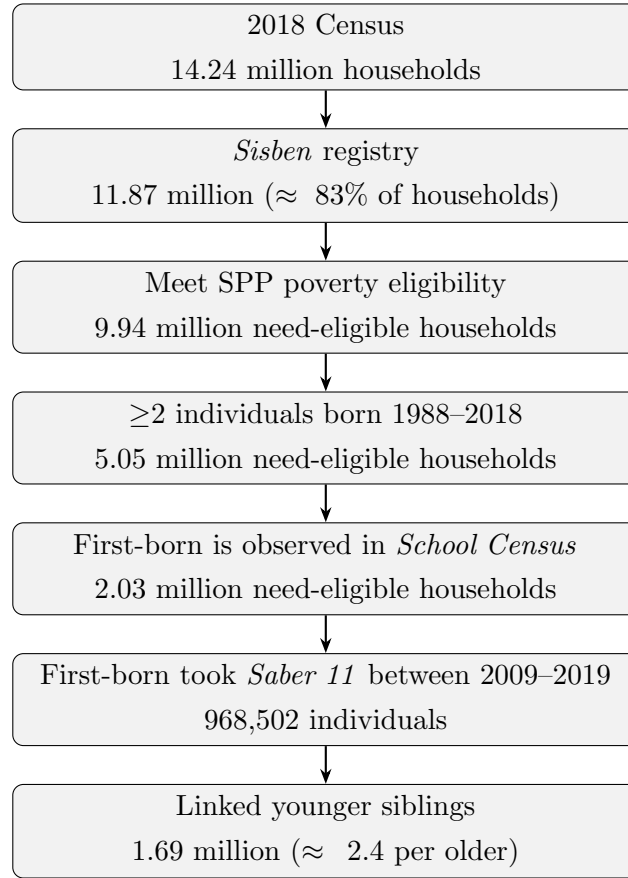 2018 Census
14.24 million households
Sisben registry
11.87 million (≈ 83% of households)
Meet SPP poverty eligibility
9.94 million need-eligible households
≥2 individuals born 1988–2018
5.05 million need-eligible households
First-born is observed in School Census
2.03 million need-eligible households
First-born took Saber 11 between 2009–2019
968,502 individuals
Linked younger siblings
1.69 million (≈ 2.4 per older)